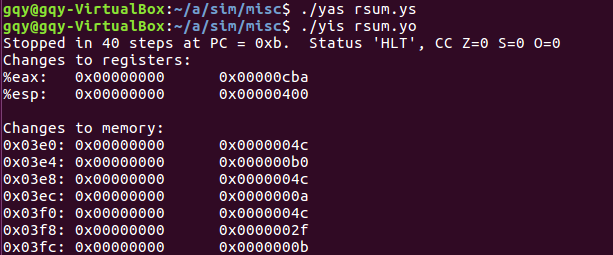 gqy@gqy-VirtualBox:~/a/sim/misc$ ./yas rsum.ys
gqy@gqy-VirtualBox:~/a/sim/misc$ ./yis rsum.yo
Stopped in 40 steps at PC = 0xb.  Status 'HLT', CC Z=0 S=0 O=0
Changes to registers:
%eax:   0x00000000      0x00000cba
%esp:   0x00000000      0x00000400

Changes to memory:
0x03e0: 0x00000000      0x0000004c
0x03e4: 0x00000000      0x000000b0
0x03e8: 0x00000000      0x0000004c
0x03ec: 0x00000000      0x0000000a
0x03f0: 0x00000000      0x0000004c
0x03f8: 0x00000000      0x0000002f
0x03fc: 0x00000000      0x0000000b